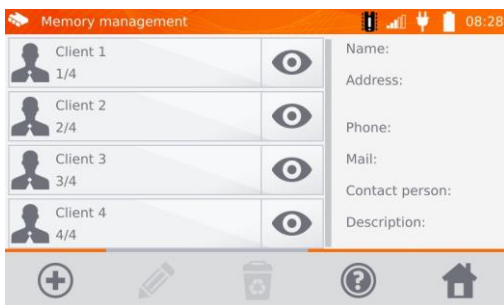 Memory management
08:28
Client 1
1/4
Client 2
2/4
Client 3
3/4
Client 4
4/4
Name:
Address:
Phone:
Mail:
Contact person:
Description: